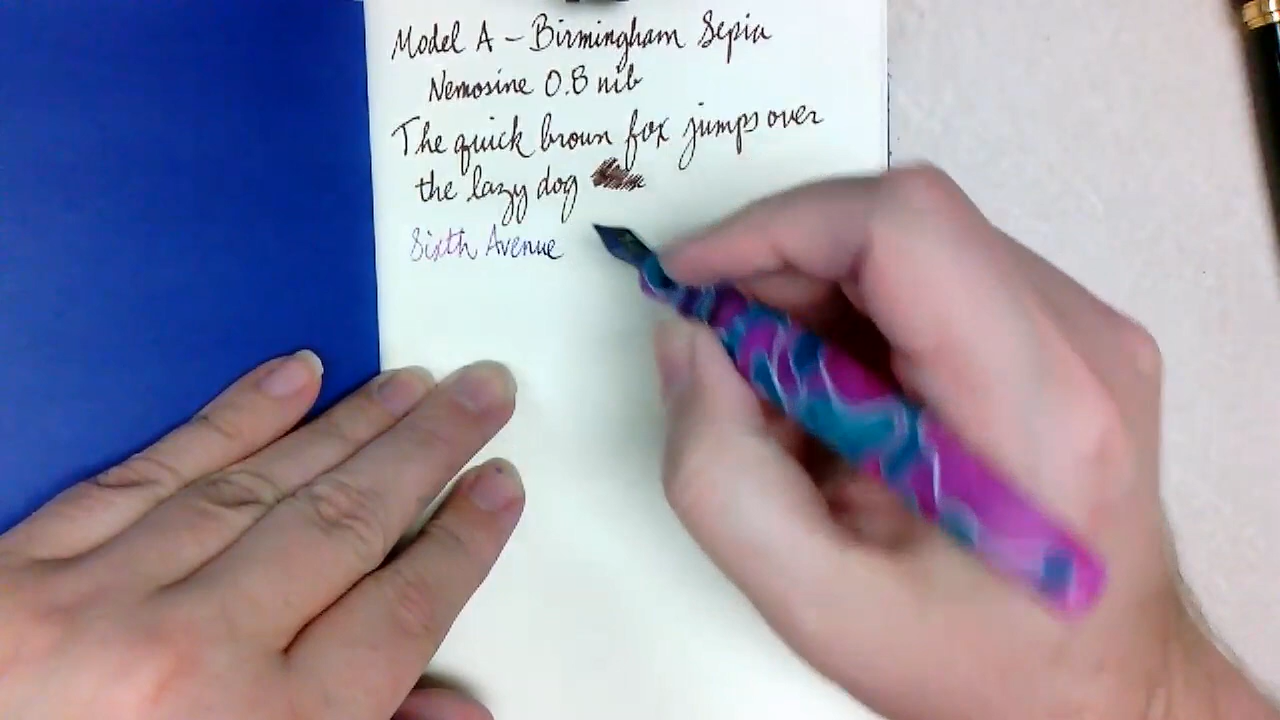 Model A - Birmingham Sepia
Nemosine 0.8 nib
The quick brown fox jumps over
the lazy dog
Sixth Avenue